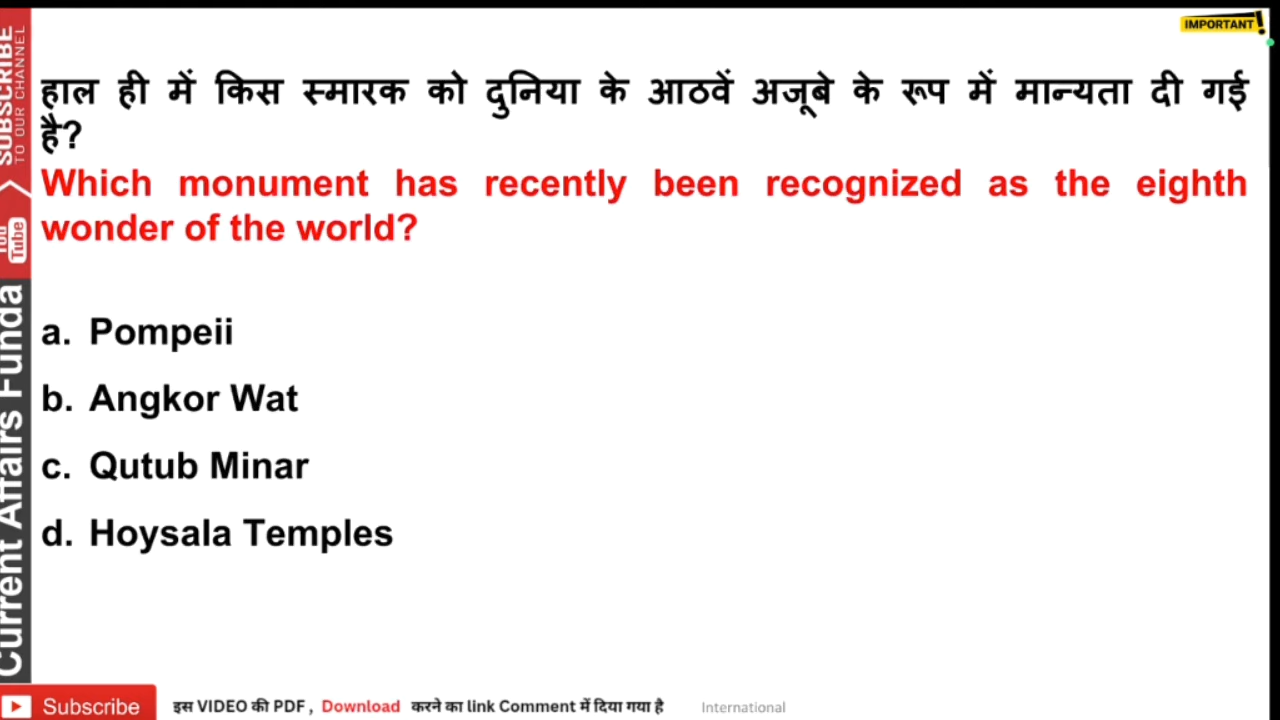 IMPORTANT!
हाल ही में किस स्मारक को दुनिया के आठवें अजूबे के रूप में मान्यता दी गई
है?
Which monument has recently been recognized as the eighth
wonder of the world?
a. Pompeii
b. Angkor Wat
c. Qutub Minar
d. Hoysala Temples
SUBSCRIBE
TO OUR CHANNEL
You
Tube
Current Affairs Funda
Subscribe
इस VIDEO की PDF , Download करने का link Comment में दिया गया है
International